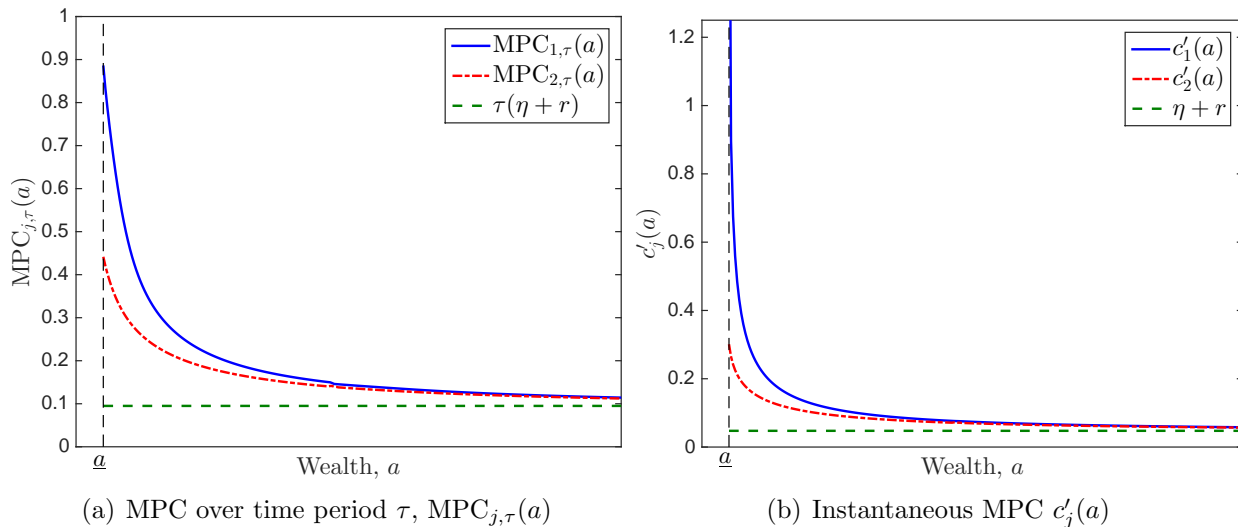 1
0.9
0.8
0.7
0.6
0.5
0.4
0.3
0.2
0.1
0
MPC_{j,τ}(a)
MPC_{1,τ}(a)
MPC_{2,τ}(a)
τ(η + r)
a
Wealth, a
(a) MPC over time period τ, MPC_{j,τ}(a)
1.2
1
0.8
0.6
0.4
0.2
0
c'_j(a)
c'_1(a)
c'_2(a)
η + r
a
Wealth, a
(b) Instantaneous MPC c'_j(a)